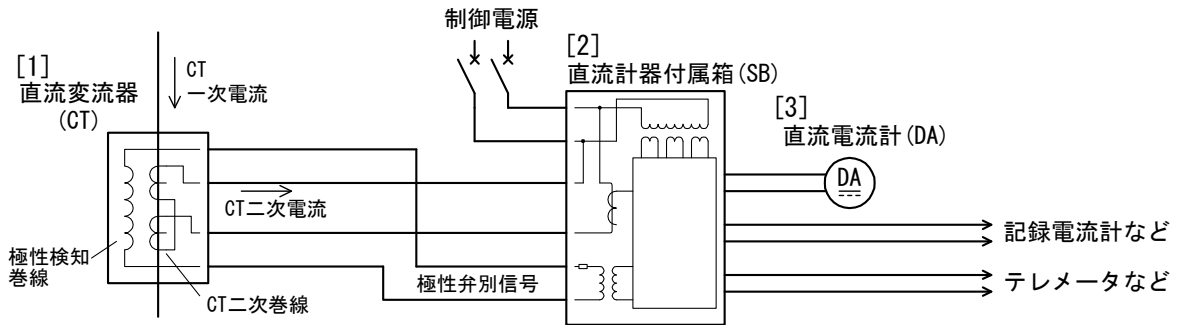 制御電源
[1]
直流変流器
(CT)
CT
一次電流
[2]
直流計器付属箱(SB)
[3]
直流電流計(DA)
DA
CT二次電流
記録電流計など
極性検知
巻線
極性弁別信号
テレメータなど
CT二次巻線